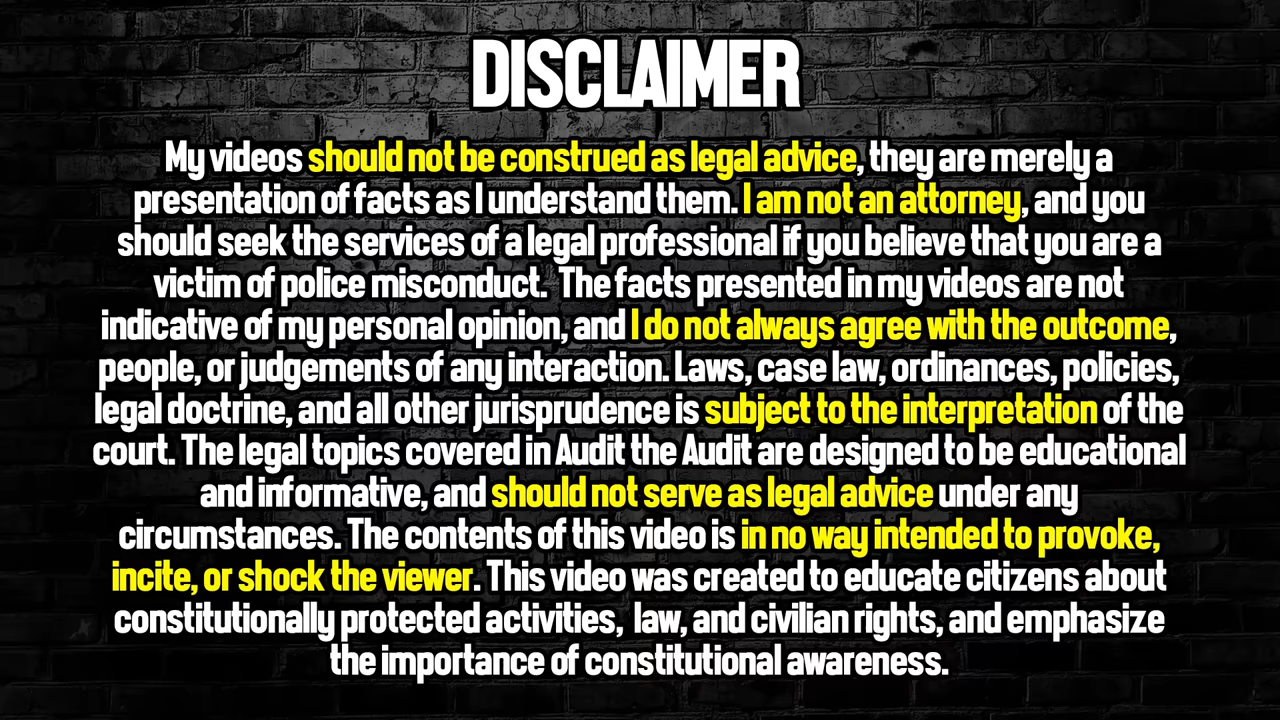 DISCLAIMER
My videos should not be construed as legal advice, they are merely a
presentation of facts as I understand them. I am not an attorney, and you
should seek the services of a legal professional if you believe that you are a
victim of police misconduct. The facts presented in my videos are not
indicative of my personal opinion, and I do not always agree with the outcome,
people, or judgements of any interaction. Laws, case law, ordinances, policies,
legal doctrine, and all other jurisprudence is subject to the interpretation of the
court. The legal topics covered in Audit the Audit are designed to be educational
and informative, and should not serve as legal advice under any
circumstances. The contents of this video is in no way intended to provoke,
incite, or shock the viewer. This video was created to educate citizens about
constitutionally protected activities, law, and civilian rights, and emphasize
the importance of constitutional awareness.